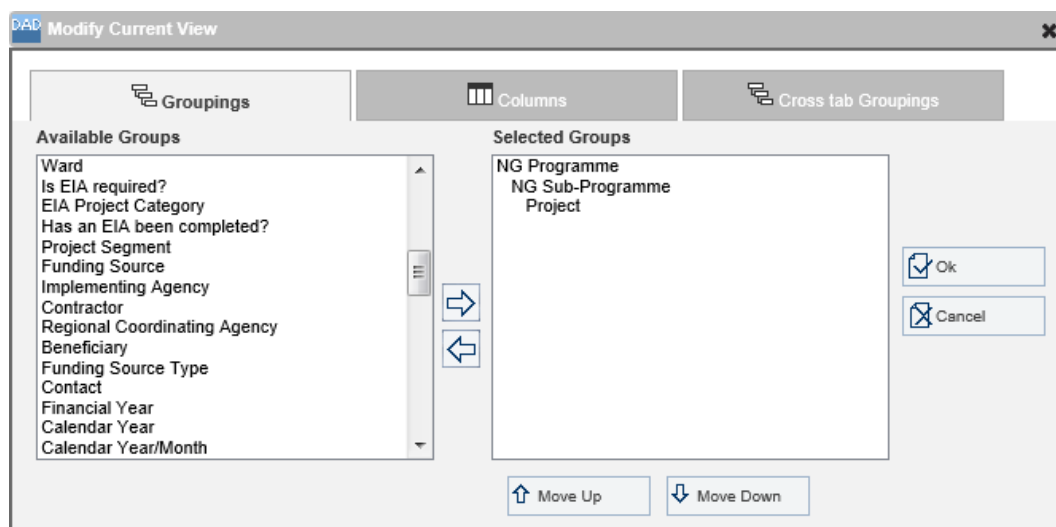 DAD Modify Current View
Groupings
Columns
Cross tab Groupings
Available Groups
Ward
Is EIA required?
EIA Project Category
Has an EIA been completed?
Project Segment
Funding Source
Implementing Agency
Contractor
Regional Coordinating Agency
Beneficiary
Funding Source Type
Contact
Financial Year
Calendar Year
Calendar Year/Month
Selected Groups
NG Programme
NG Sub-Programme
Project
Ok
Cancel
Move Up
Move Down